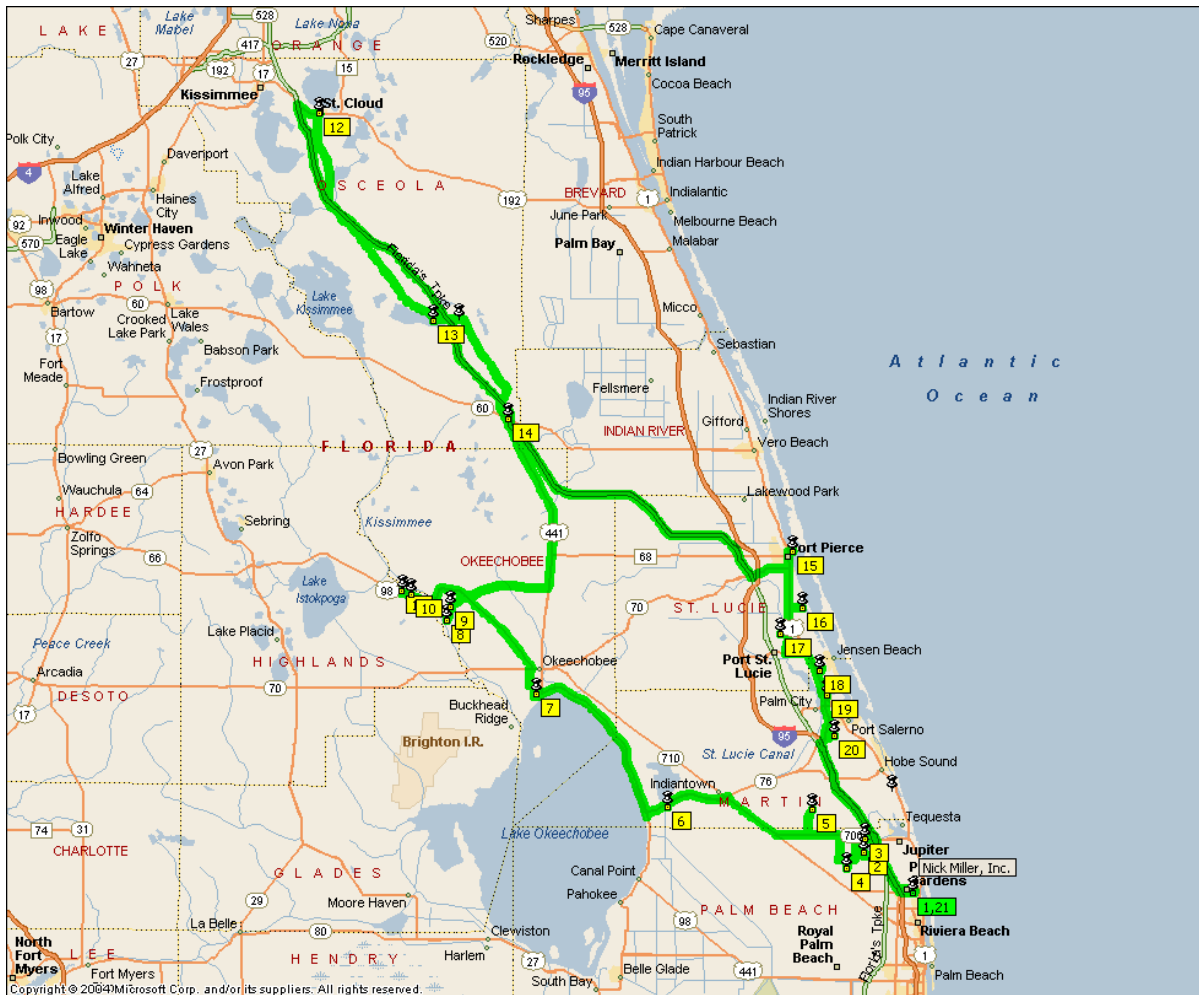 Lake Mabel
528
Lake Nona
Sharpes
528
Cape Canaveral
LAKE
417
ORANGE
520
Rockledge
Merritt Island
27
192
17
15
Cocoa Beach
Kissimmee
St. Cloud
95
12
South Patrick
Polk City
4
Davenport
Indian Harbour Beach
Lake Alfred
OSCEOLA
BREVARD
1
Indialantic
Haines City
192
92
Inwood
June Park
Melbourne Beach
570
Eagle Lake
Winter Haven
Cypress Gardens
Palm Bay
Malabar
Wahneta
Florida's Tpke
98
POLK
60
Lake Kissimmee
Bartow
Crooked Lake Park
Lake Wales
Micco
17
Babson Park
13
Sebastian
Fort Meade
Frostproof
Fellsmere
Atlantic
Ocean
60
Indian River Shores
14
Gifford
INDIAN RIVER
FLORIDA
Vero Beach
Bowling Green
27
Avon Park
Wauchula
64
Lakewood Park
HARDEE
Sebring
Kissimmee
441
Zolfo Springs
66
OKEECHOBEE
68
Fort Pierce
15
Lake Istokpoga
98
10
9
70
ST. LUCIE
16
8
Peace Creek
Lake Placid
1
17
Jensen Beach
Arcadia
HIGHLANDS
Okeechobee
Port St. Lucie
18
DESOTO
70
7
Palm City
19
17
Buckhead Ridge
Port Salerno
Brighton I.R.
95
20
710
St. Lucie Canal
Hobe Sound
Indiantown
76
MARTIN
6
5
Tequesta
74
31
Lake Okeechobee
706
3
Jupiter
CHARLOTTE
2
P
Nick Miller, Inc.
GLADES
Canal Point
4
ardens
29
Moore Haven
Pahokee
1,21
La Belle
PALM BEACH
Riviera Beach
80
Clewiston
98
Royal Palm Beach
Florida's Tpke
North Fort Myers
LEE
Harlem
27
1
Fort Myers
HENDRY
Belle Glade
441
Palm Beach
South Bay
Copyright © 2004 Microsoft Corp. and/or its suppliers. All rights reserved.